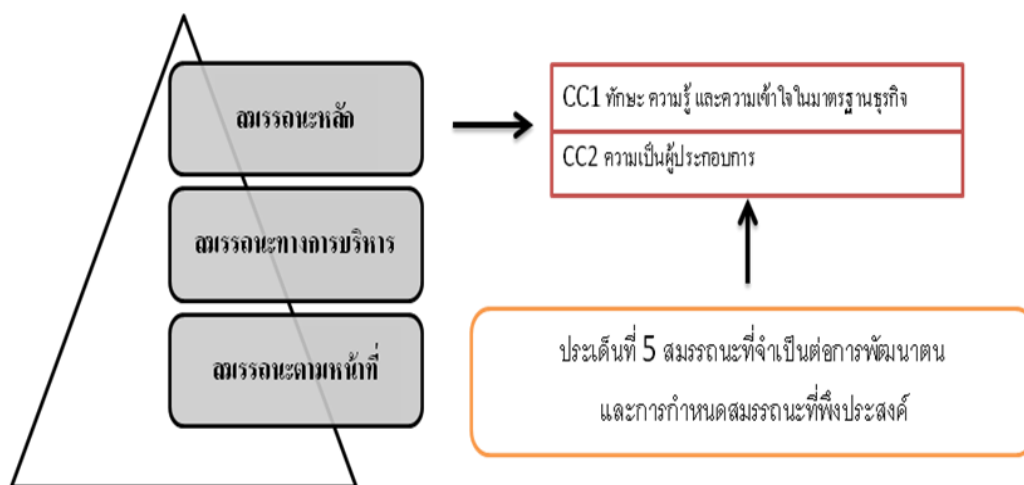 สมรรถนะหลัก
สมรรถนะทางการบริหาร
สมรรถนะตามหน้าที่
CC1 ทักษะ ความรู้ และความเข้าใจในมาตรฐานธุรกิจ
CC2 ความเป็นผู้ประกอบการ
ประเด็นที่ 5 สมรรถนะที่จำเป็นต่อการพัฒนาตน
และการกำหนดสมรรถนะที่พึงประสงค์